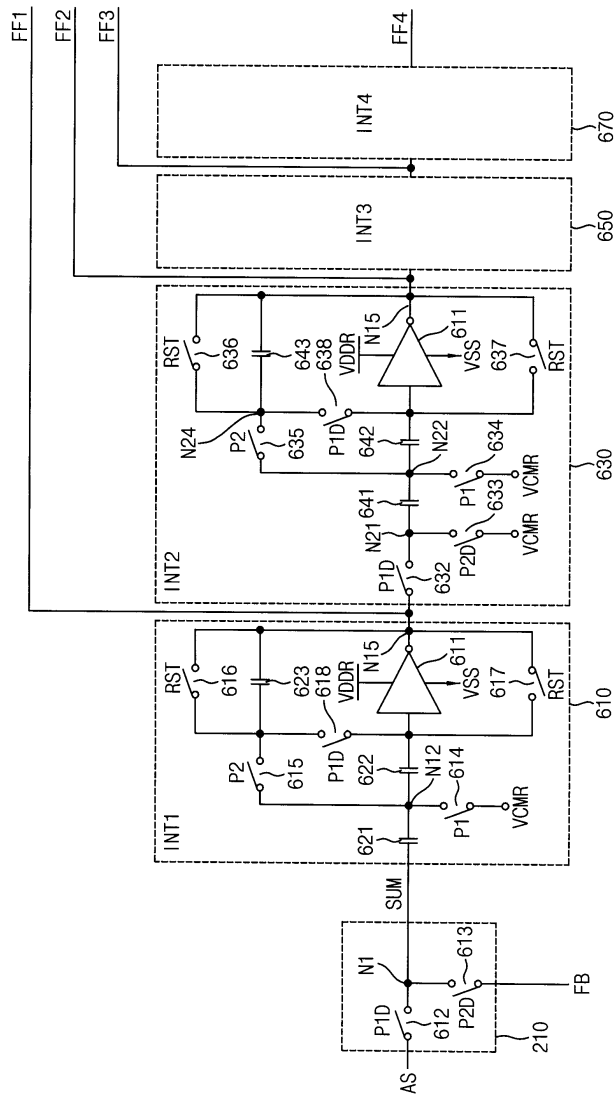 FF1
FF2
FF3
FF4
INT4
670
INT3
650
INT2
RST
636
643
638
P1D
N24
P2
635
VDDR
N15
611
VSS
637
RST
642
N22
634
P1
VCMR
641
N21
633
P2D
VCMR
P1D
632
630
INT1
RST
616
623
618
P1D
P2
615
VDDR
N15
611
VSS
617
RST
622
N12
614
P1
VCMR
621
610
SUM
N1
613
P2D
P1D
612
AS
FB
210